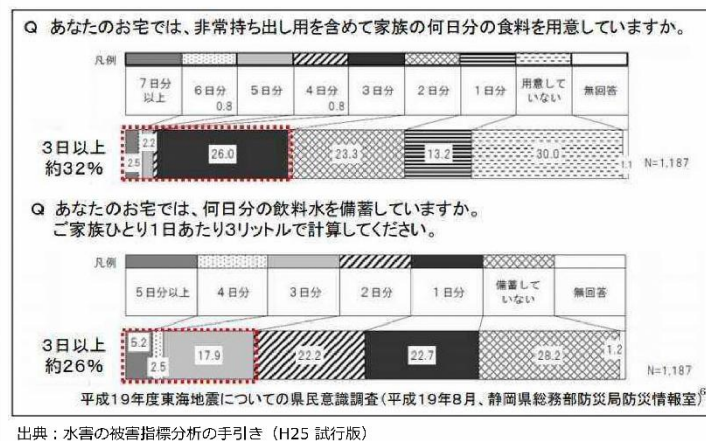 Q あなたのお宅では、非常持ち出し用を含めて家族の何日分の食料を用意していますか。
凡例
7日分以上 6日分 5日分 4日分 3日分 2日分 1日分 用意していない 無回答
0.8 0.8
3日以上
約32%
2.5 2.2 26.0 23.3 13.2 30.0 1.1 N=1,187
Q あなたのお宅では、何日分の飲料水を備蓄していますか。
ご家族ひとり1日あたり3リットルで計算してください。
凡例
5日分以上 4日分 3日分 2日分 1日分 備蓄していない 無回答
3日以上
約26%
5.2 2.5 17.9 22.2 22.7 28.2 1.2 N=1,187
平成19年度東海地震についての県民意識調査(平成19年8月、静岡県総務部防災局防災情報室) 6
出典:水害の被害指標分析の手引き(H25 試行版)